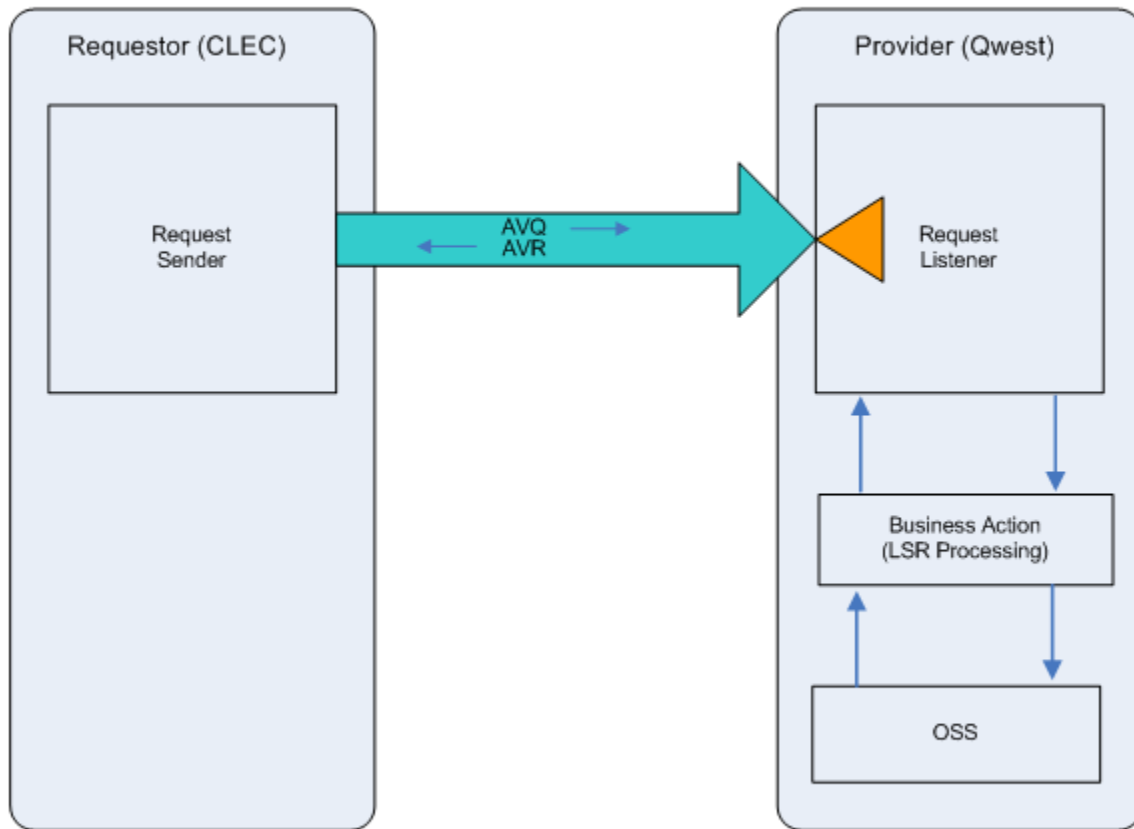 Requestor (CLEC)
Provider (Qwest)
Request
Sender
AVQ
AVR
Request
Listener
Business Action
(LSR Processing)
OSS